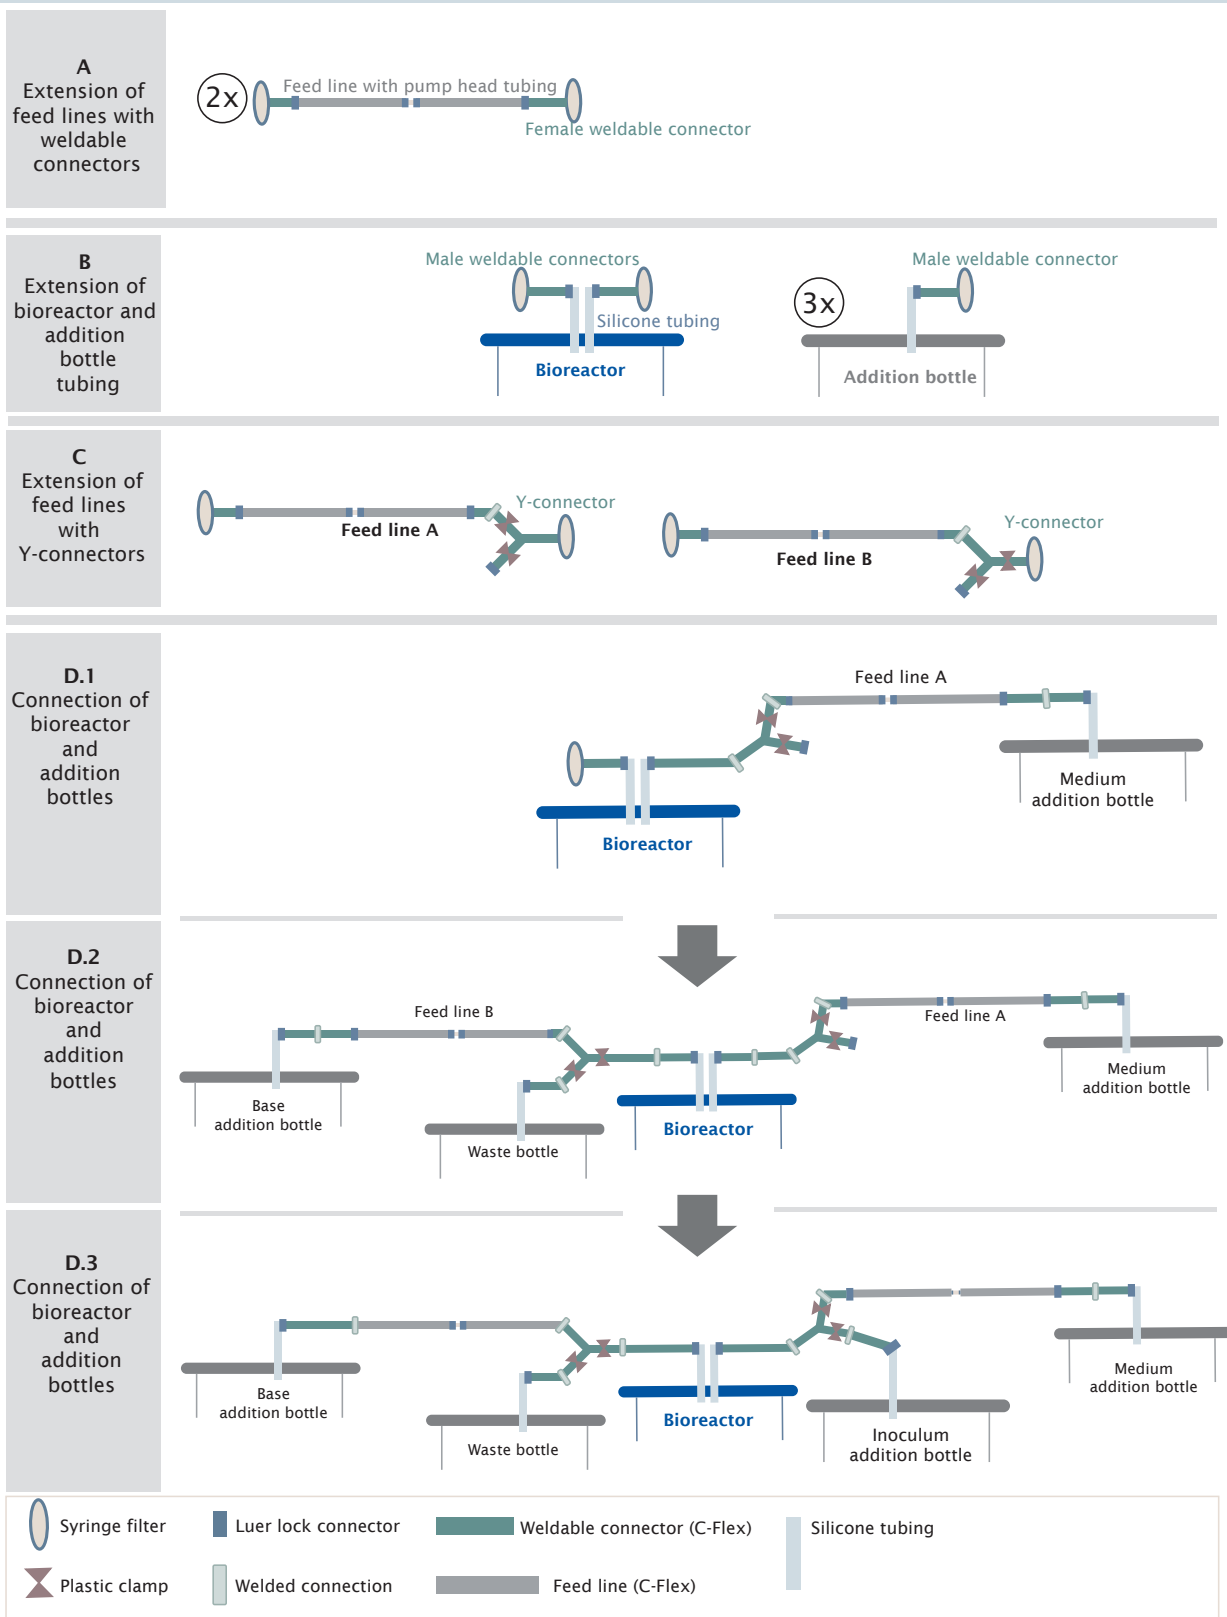 A
Extension of
feed lines with
weldable
connectors
2x
Feed line with pump head tubing
Female weldable connector
B
Extension of
bioreactor and
addition
bottle
tubing
Male weldable connectors
Silicone tubing
Bioreactor
3x
Male weldable connector
Addition bottle
C
Extension of
feed lines
with
Y-connectors
Y-connector
Feed line A
Y-connector
Feed line B
D.1
Connection of
bioreactor
and
addition
bottles
Feed line A
Medium
addition bottle
Bioreactor
D.2
Connection of
bioreactor
and
addition
bottles
Feed line B
Feed line A
Base
addition bottle
Waste bottle
Bioreactor
Medium
addition bottle
D.3
Connection of
bioreactor
and
addition
bottles
Base
addition bottle
Waste bottle
Bioreactor
Inoculum
addition bottle
Medium
addition bottle
Syringe filter
Luer lock connector
Weldable connector (C-Flex)
Silicone tubing
Plastic clamp
Welded connection
Feed line (C-Flex)